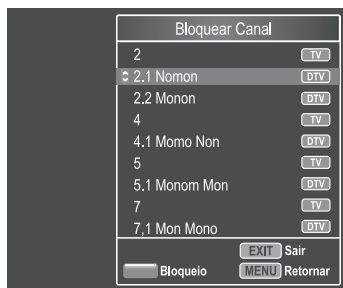 Bloquear Canal
2 TV
2.1 Nomon DTV
2.2 Monon DTV
4 TV
4.1 Momo Non DTV
5 TV
5.1 Monom Mon DTV
7 TV
7,1 Mon Mono DTV
EXIT Sair
Bloqueio MENU Retornar